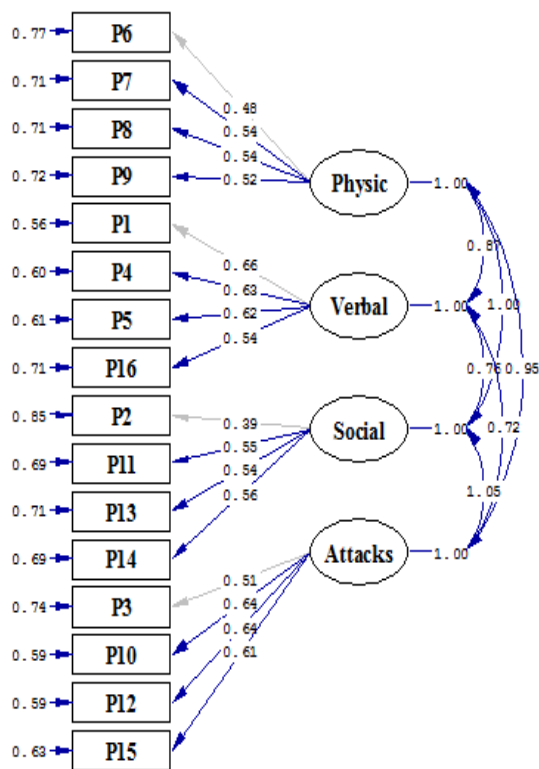 0.77 P6
0.71 P7
0.48
0.71 P8
0.54
0.54
0.72 P9
0.52
Physic 1.00
0.56 P1
0.87
0.60 P4
0.66
0.63
0.61 P5
0.62
Verbal 1.00 1.00
0.71 P16
0.54
0.76 0.95
0.85 P2
0.39
Social 1.00 0.72
0.69 P11
0.55
0.71 P13
0.54
0.56
0.69 P14
1.05
Attacks 1.00
0.74 P3
0.51
0.59 P10
0.64
0.64
0.59 P12
0.61
0.63 P15